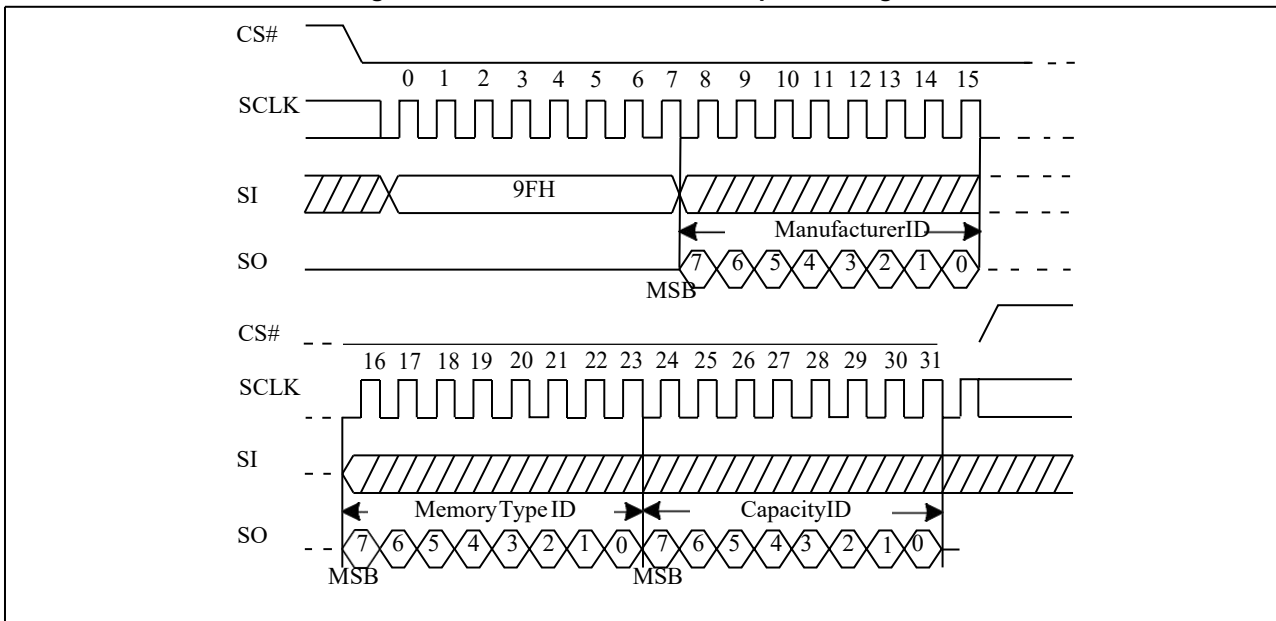 CS#
0 1 2 3 4 5 6 7 8 9 10 11 12 13 14 15
SCLK
SI 9FH
ManufacturerID
SO 7 6 5 4 3 2 1 0
MSB
CS#
16 17 18 19 20 21 22 23 24 25 26 27 28 29 30 31
SCLK
SI
Memory Type ID CapacityID
SO 7 6 5 4 3 2 1 0 7 6 5 4 3 2 1 0
MSB MSB